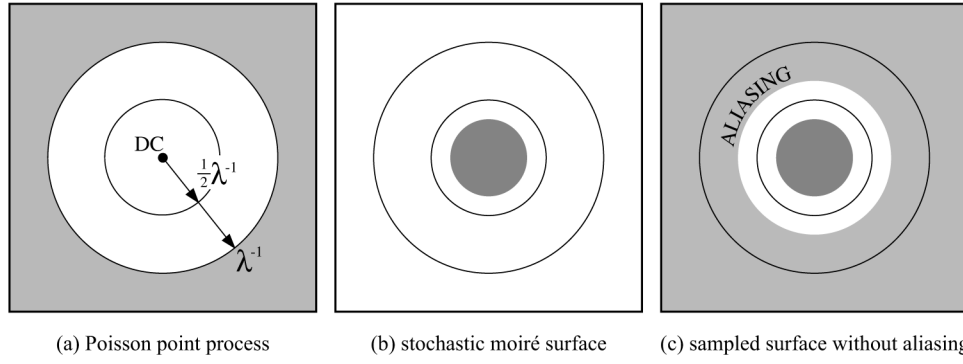 DC
½λ⁻¹
λ⁻¹
ALIASING
(a) Poisson point process
(b) stochastic moiré surface
(c) sampled surface without aliasing